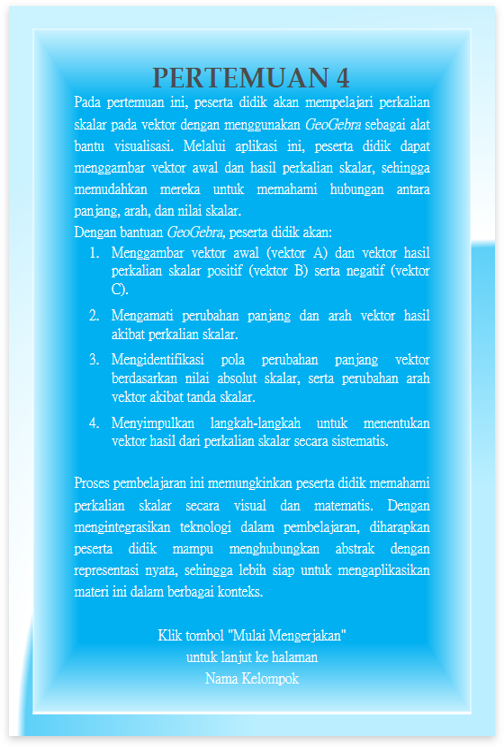 PERTEMUAN 4
Pada pertemuan ini, peserta didik akan mempelajari perkalian
skalar pada vektor dengan menggunakan GeoGebra sebagai alat
bantu visualisasi. Melalui aplikasi ini, peserta didik dapat
menggambar vektor awal dan hasil perkalian skalar, sehingga
memudahkan mereka untuk memahami hubungan antara
panjang, arah, dan nilai skalar.
Dengan bantuan GeoGebra, peserta didik akan:
1. Menggambar vektor awal (vektor A) dan vektor hasil
perkalian skalar positif (vektor B) serta negatif (vektor
C).
2. Mengamati perubahan panjang dan arah vektor hasil
akibat perkalian skalar.
3. Mengidentifikasi pola perubahan panjang vektor
berdasarkan nilai absolut skalar, serta perubahan arah
vektor akibat tanda skalar.
4. Menyimpulkan langkah-langkah untuk menentukan
vektor hasil dari perkalian skalar secara sistematis.
Proses pembelajaran ini memungkinkan peserta didik memahami
perkalian skalar secara visual dan matematis. Dengan
mengintegrasikan teknologi dalam pembelajaran, diharapkan
peserta didik mampu menghubungkan abstrak dengan
representasi nyata, sehingga lebih siap untuk mengaplikasikan
materi ini dalam berbagai konteks.
Klik tombol "Mulai Mengerjakan"
untuk lanjut ke halaman
Nama Kelompok